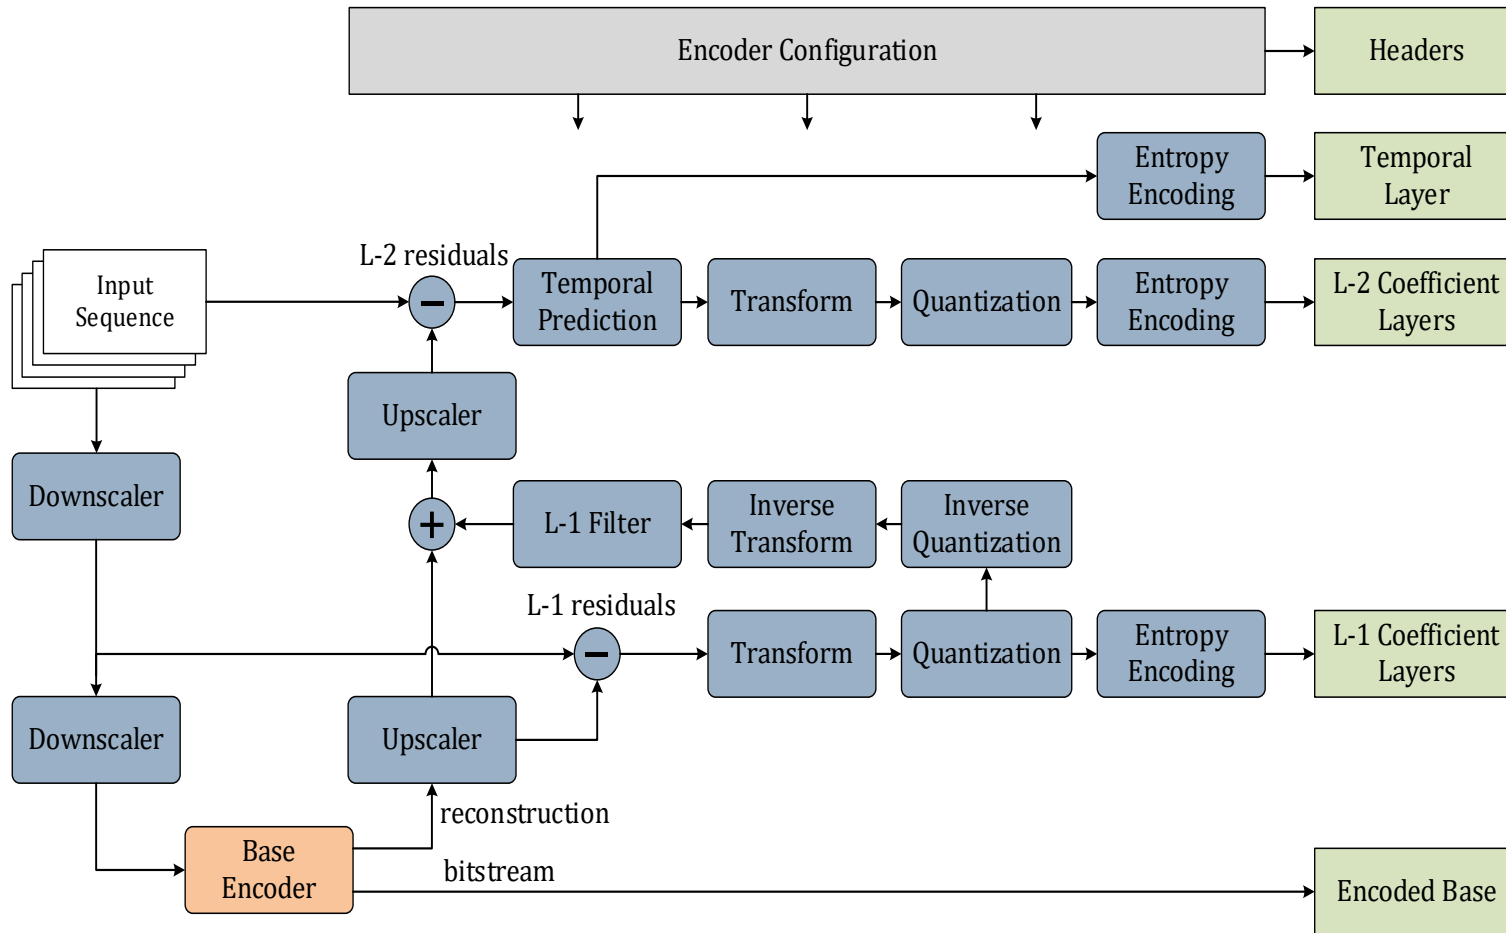 Encoder Configuration
Headers
Entropy
Encoding
Temporal
Layer
L-2 residuals
Input
Sequence
−
Temporal
Prediction
Transform
Quantization
Entropy
Encoding
L-2 Coefficient
Layers
Upscaler
Downscaler
+
L-1 Filter
Inverse
Transform
Inverse
Quantization
L-1 residuals
−
Transform
Quantization
Entropy
Encoding
L-1 Coefficient
Layers
Downscaler
Upscaler
reconstruction
Base
Encoder
bitstream
Encoded Base